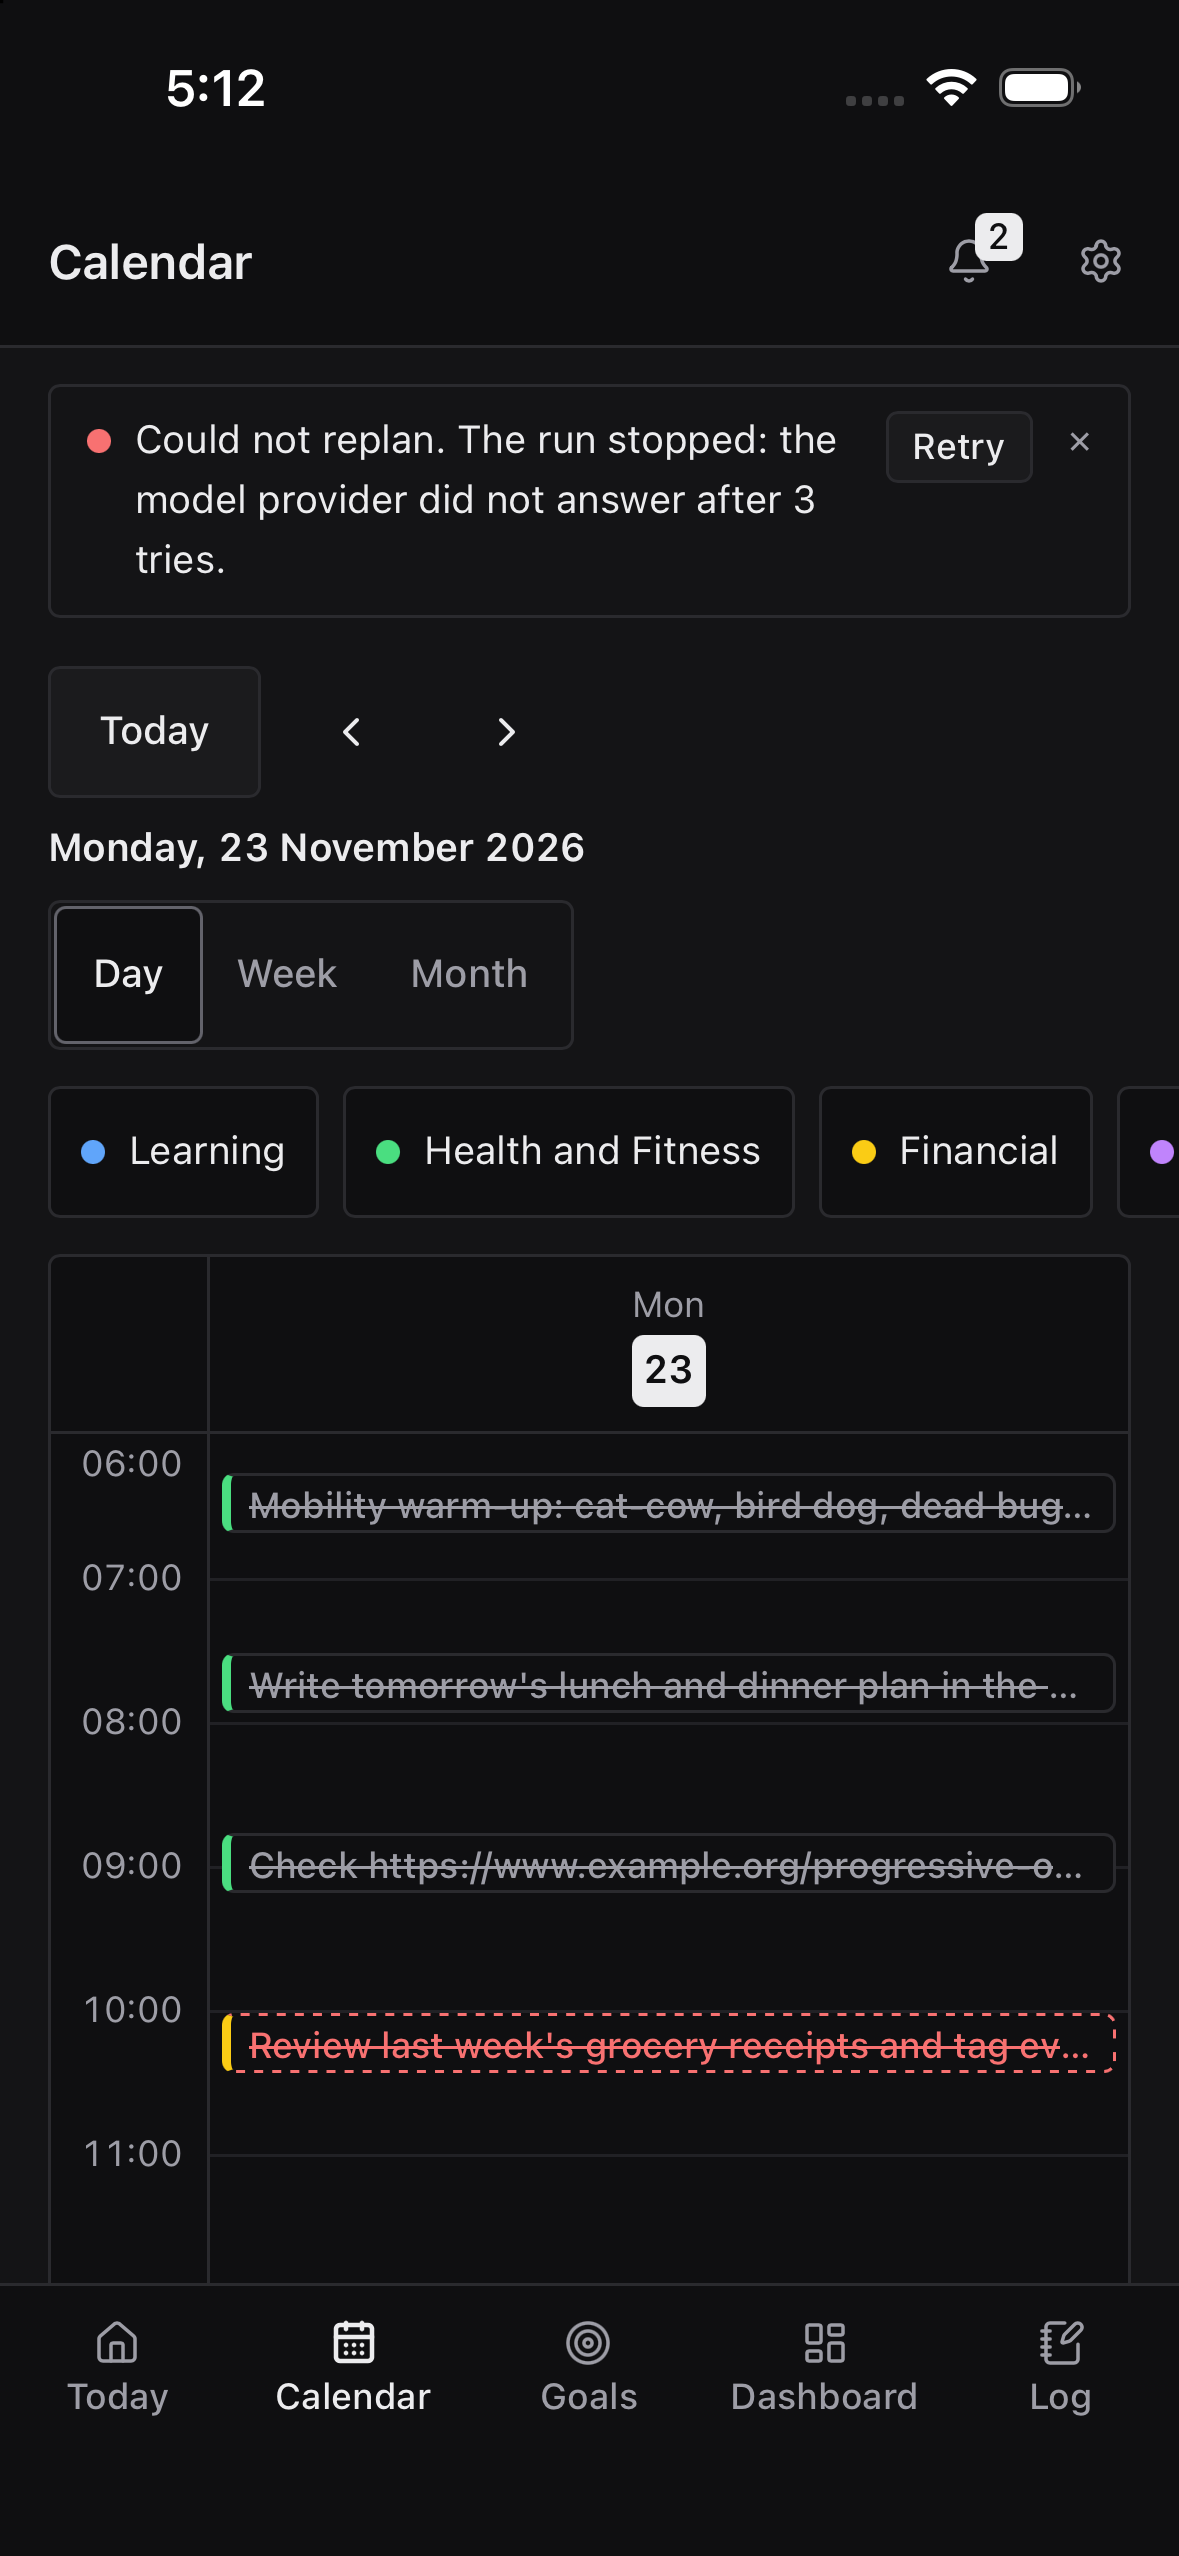 5:12
Calendar
2
Could not replan. The run stopped: the
model provider did not answer after 3
tries.
Retry
Today
Monday, 23 November 2026
Day Week Month
Learning Health and Fitness Financial
Mon
23
06:00
Mobility warm-up: cat-cow, bird dog, dead bug...
07:00
Write tomorrow's lunch and dinner plan in the ...
08:00
09:00 Check https://www.example.org/progressive-o...
10:00
Review last week's grocery receipts and tag ev...
11:00
Today Calendar Goals Dashboard Log